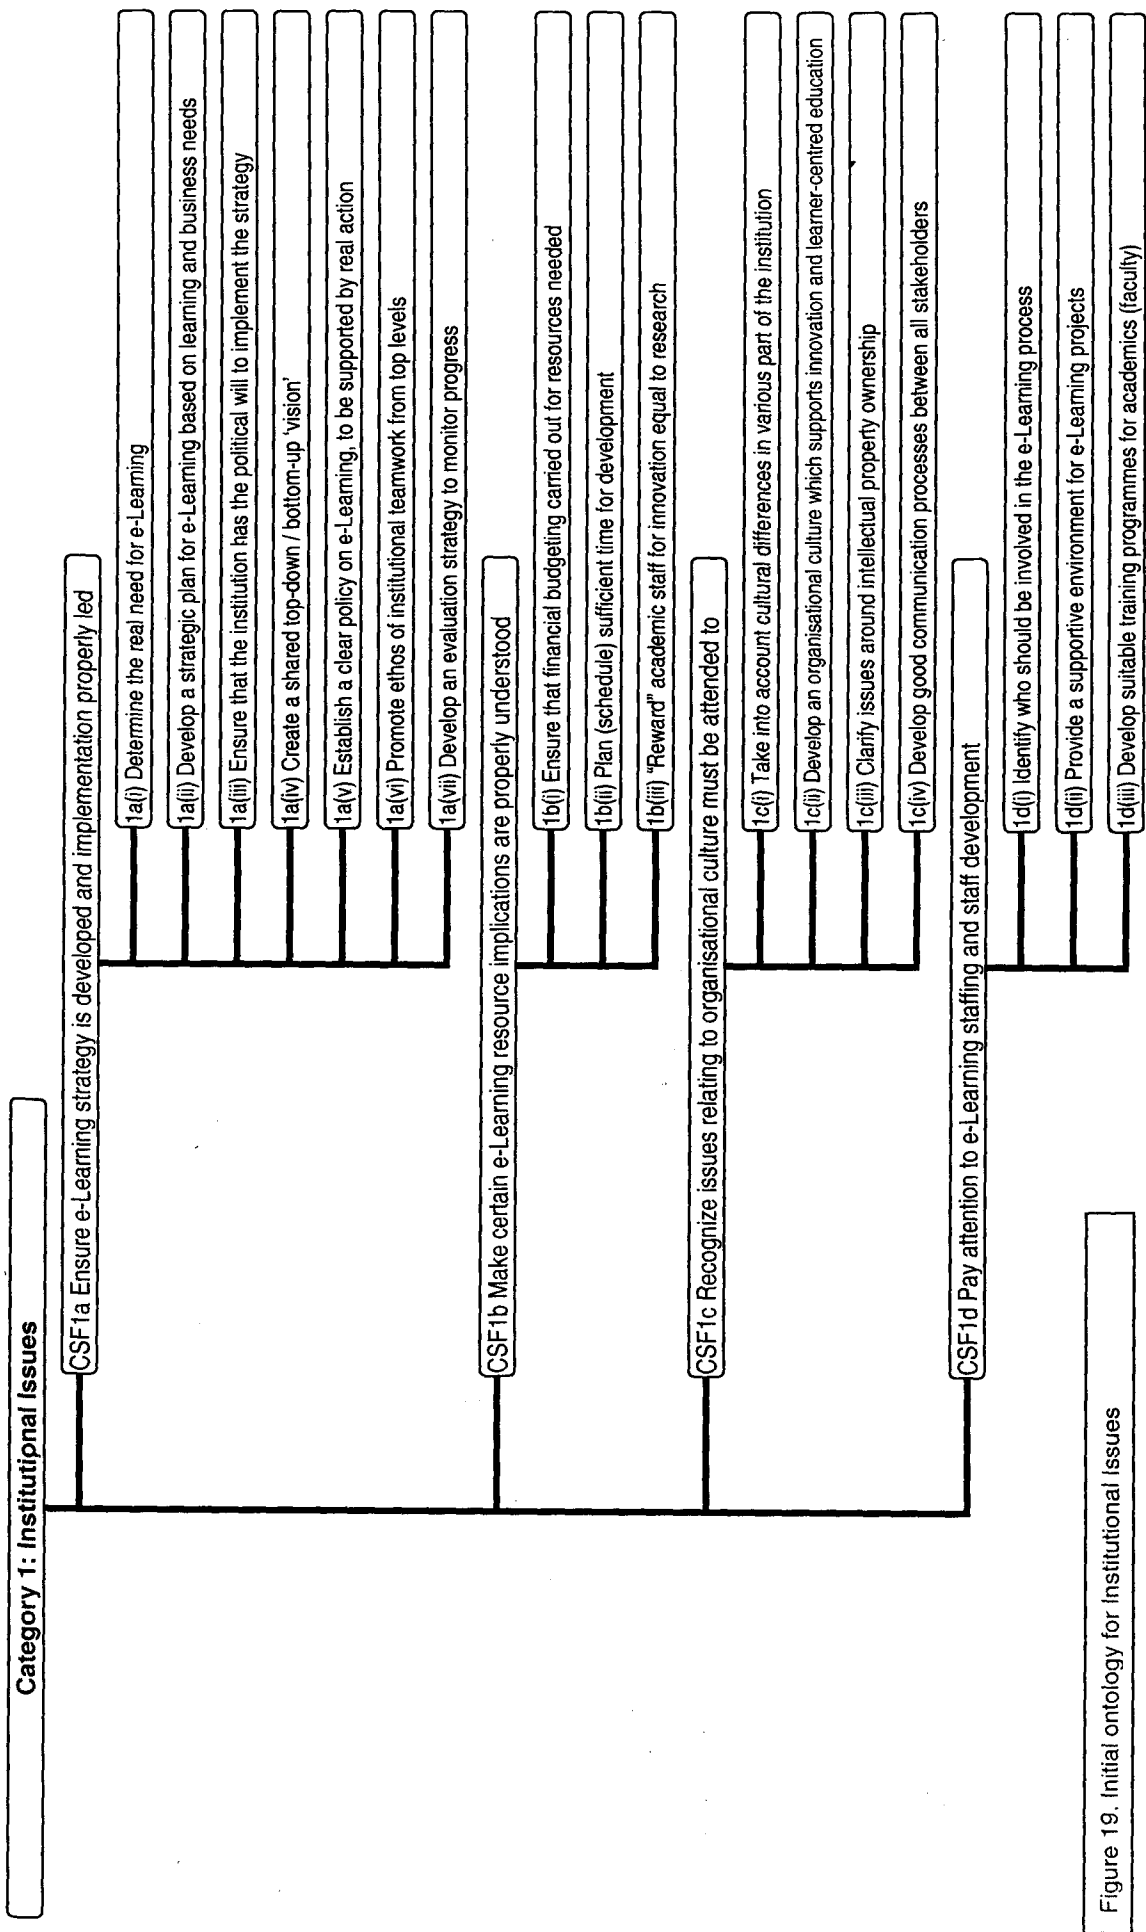 Category 1: Institutional Issues
CSF1a Ensure e-Learning strategy is developed and implementation properly led
1a(i) Determine the real need for e-Learning
1a(ii) Develop a strategic plan for e-Learning based on learning and business needs
1a(iii) Ensure that the institution has the political will to implement the strategy
1a(iv) Create a shared top-down / bottom-up 'vision'
1a(v) Establish a clear policy on e-Learning, to be supported by real action
1a(vi) Promote ethos of institutional teamwork from top levels
1a(vii) Develop an evaluation strategy to monitor progress
CSF1b Make certain e-Learning resource implications are properly understood
1b(i) Ensure that financial budgeting carried out for resources needed
1b(ii) Plan (schedule) sufficient time for development
1b(iii) "Reward" academic staff for innovation equal to research
CSF1c Recognize issues relating to organisational culture must be attended to
1c(i) Take into account cultural differences in various part of the institution
1c(ii) Develop an organisational culture which supports innovation and learner-centred education
1c(iii) Clarify issues around intellectual property ownership
1c(iv) Develop good communication processes between all stakeholders
CSF1d Pay attention to e-Learning staffing and staff development
1d(i) Identify who should be involved in the e-Learning process
1d(ii) Provide a supportive environment for e-Learning projects
1d(iii) Develop suitable training programmes for academics (faculty)
Figure 19. Initial ontology for Institutional Issues